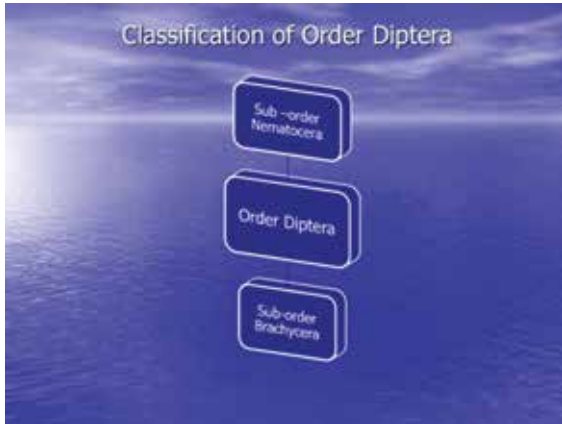 Classification of Order Diptera
Sub –order
Nematocera
Order Diptera
Sub-order
Brachycera